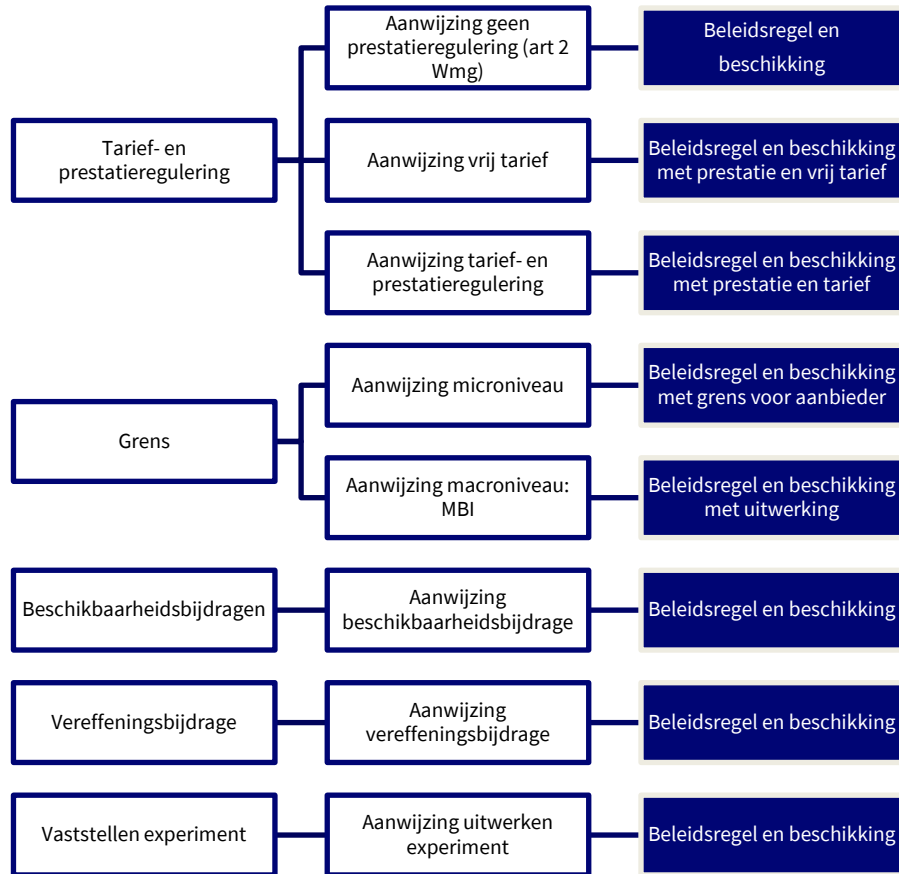 Aanwijzing geen
prestatieregulering (art 2
Wmg)
Beleidsregel en
beschikking
Tarief- en
prestatieregulering
Aanwijzing vrij tarief
Beleidsregel en beschikking
met prestatie en vrij tarief
Aanwijzing tarief- en
prestatieregulering
Beleidsregel en beschikking
met prestatie en tarief
Grens
Aanwijzing microniveau
Beleidsregel en beschikking
met grens voor aanbieder
Aanwijzing macroniveau:
MBI
Beleidsregel en beschikking
met uitwerking
Beschikbaarheidsbijdragen
Aanwijzing
beschikbaarheidsbijdrage
Beleidsregel en beschikking
Vereffeningsbijdrage
Aanwijzing
vereffeningsbijdrage
Beleidsregel en beschikking
Vaststellen experiment
Aanwijzing uitwerken
experiment
Beleidsregel en beschikking